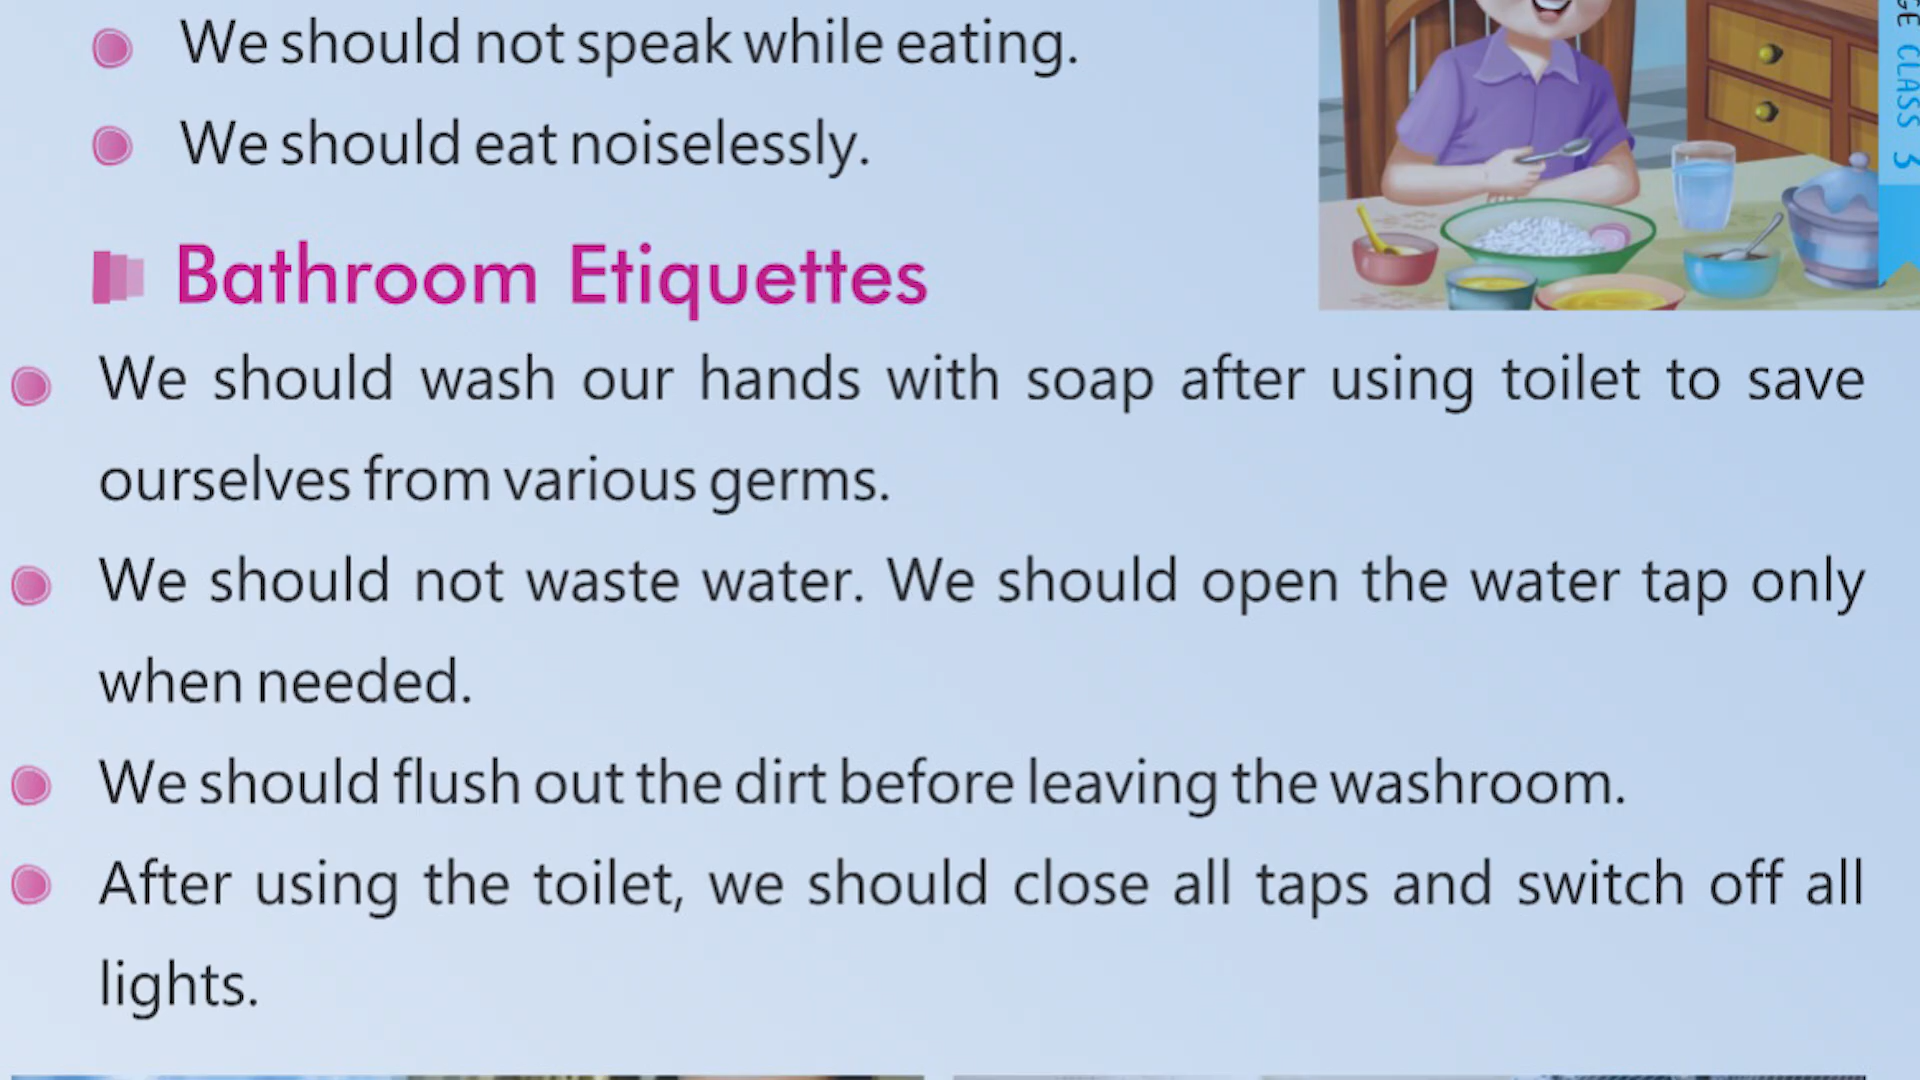 We should not speak while eating.
We should eat noiselessly.
Bathroom Etiquettes
We should wash our hands with soap after using toilet to save
ourselves from various germs.
We should not waste water. We should open the water tap only
when needed.
We should flush out the dirt before leaving the washroom.
After using the toilet, we should close all taps and switch off all
lights.
CLASS 3